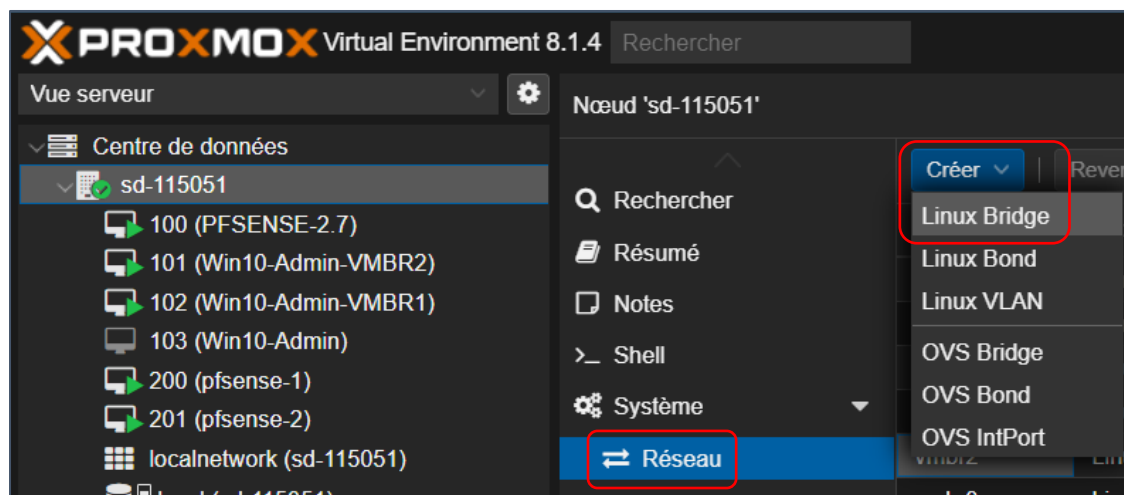 PROXMOX Virtual Environment 8.1.4 Rechercher
Vue serveur
Centre de données
sd-115051
100 (PFSENSE-2.7)
101 (Win10-Admin-VMBR2)
102 (Win10-Admin-VMBR1)
103 (Win10-Admin)
200 (pfsense-1)
201 (pfsense-2)
localnetwork (sd-115051)
Nœud 'sd-115051'
Rechercher
Résumé
Notes
Shell
Système
Réseau
Créer Rever
Linux Bridge
Linux Bond
Linux VLAN
OVS Bridge
OVS Bond
OVS IntPort